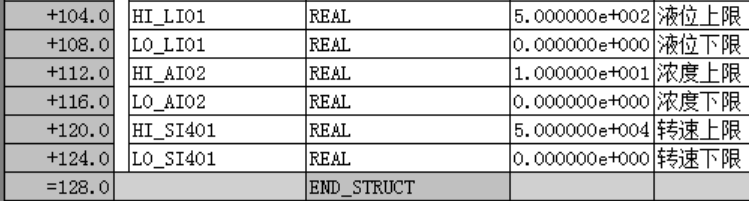 +104.0 HI_LI01 REAL 5.000000e+002 液位上限
+108.0 LO_LI01 REAL 0.000000e+000 液位下限
+112.0 HI_AI02 REAL 1.000000e+001 浓度上限
+116.0 LO_AI02 REAL 0.000000e+000 浓度下限
+120.0 HI_SI401 REAL 5.000000e+004 转速上限
+124.0 LO_SI401 REAL 0.000000e+000 转速下限
=128.0 END_STRUCT